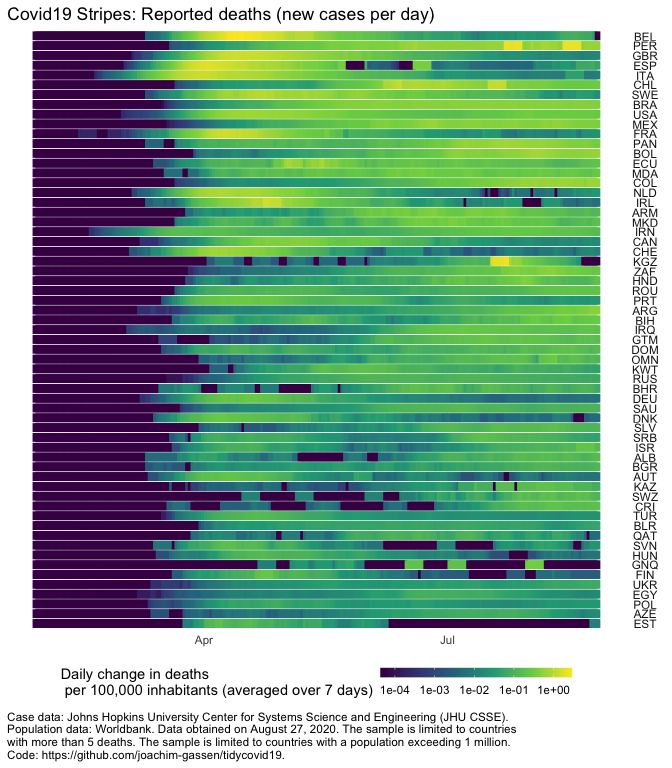 Covid19 Stripes: Reported deaths (new cases per day)
BEL
PER
GBR
ESP
ITA
CHL
SWE
BRA
USA
MEX
FRA
PAN
BOL
ECU
MDA
COL
NLD
IRL
ARM
MKD
IRN
CAN
CHE
KGZ
ZAF
HND
ROU
PRT
ARG
BIH
IRQ
GTM
DOM
OMN
KWT
RUS
BHR
DEU
SAU
DNK
SLV
SRB
ISR
ALB
BGR
AUT
KAZ
SWZ
CRI
TUR
BLR
QAT
SVN
HUN
GNQ
FIN
UKR
EGY
POL
AZE
EST
Apr Jul
Daily change in deaths
per 100,000 inhabitants (averaged over 7 days)
1e-04 1e-03 1e-02 1e-01 1e+00
Case data: Johns Hopkins University Center for Systems Science and Engineering (JHU CSSE).
Population data: Worldbank. Data obtained on August 27, 2020. The sample is limited to countries
with more than 5 deaths. The sample is limited to countries with a population exceeding 1 million.
Code: https://github.com/joachim-gassen/tidycovid19.